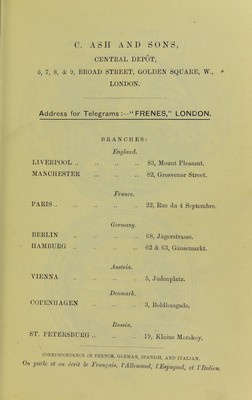 C. ASH AND SONS,
CENTRAL DEPÔT,
6, 7, 8, & 9, BROAD STREET, GOLDEN SQUARE, W.,
LONDON.
Address for Telegrams:—"FRENES," LONDON.
BRANCHES:
England.
LIVERPOOL .. .. .. .. 83, Mount Pleasant.
MANCHESTER .. .. .. 82, Grosvenor Street.
France.
PARIS .. .. .. .. .. 22, Rue du 4 Septembre.
Germany.
BERLIN .. .. .. .. 68, Jägerstrasse.
HAMBURG .. .. .. .. 62 & 63, Gänsemarkt.
Austria.
VIENNA .. .. .. .. 5, Judenplatz.
Denmark.
COPENHAGEN .. .. .. 3, Boldhusgade.
Russia.
ST. PETERSBURG .. .. .. 19, Kleine Morskoy.
CORRESPONDENCE IN FRENCH, GERMAN, SPANISH, AND ITALIAN.
On parle et on écrit le Français, l'Allemand, l'Espagnol, et l'Italien.